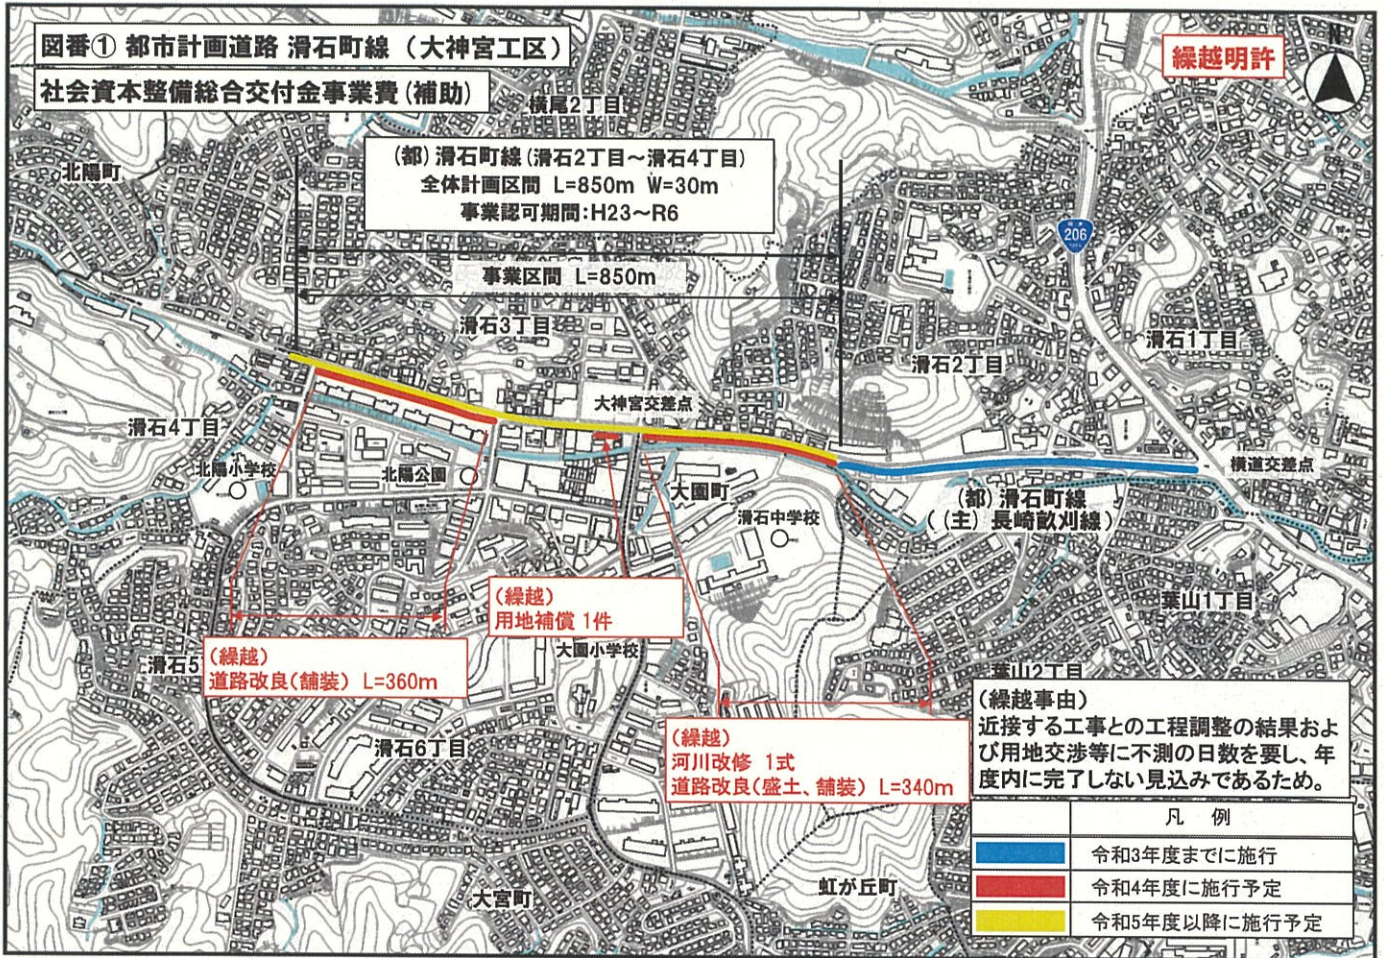 図番① 都市計画道路 滑石町線 (大神宮工区)
社会資本整備総合交付金事業費(補助)
繰越明許
N
横尾2丁目
北陽町
(都)滑石町線(滑石2丁目～滑石4丁目)
全体計画区間 L=850m W=30m
事業認可期間:H23～R6
206
事業区間 L=850m
滑石3丁目
滑石1丁目
滑石2丁目
大神宮交差点
滑石4丁目
北陽小学校
北陽公園
横道交差点
大園町
滑石中学校
(都)滑石町線
((主)長崎畝刈線)
葉山1丁目
(繰越)
用地補償 1件
大園小学校
滑石5
(繰越)
道路改良(舗装) L=360m
葉山2丁目
(繰越事由)
近接する工事との工程調整の結果およ
び用地交渉等に不測の日数を要し、年
度内に完了しない見込みであるため。
滑石6丁目
(繰越)
河川改修 1式
道路改良(盛土、舗装) L=340m
凡 例
令和3年度までに施行
令和4年度に施行予定
令和5年度以降に施行予定
大宮町
虹が丘町